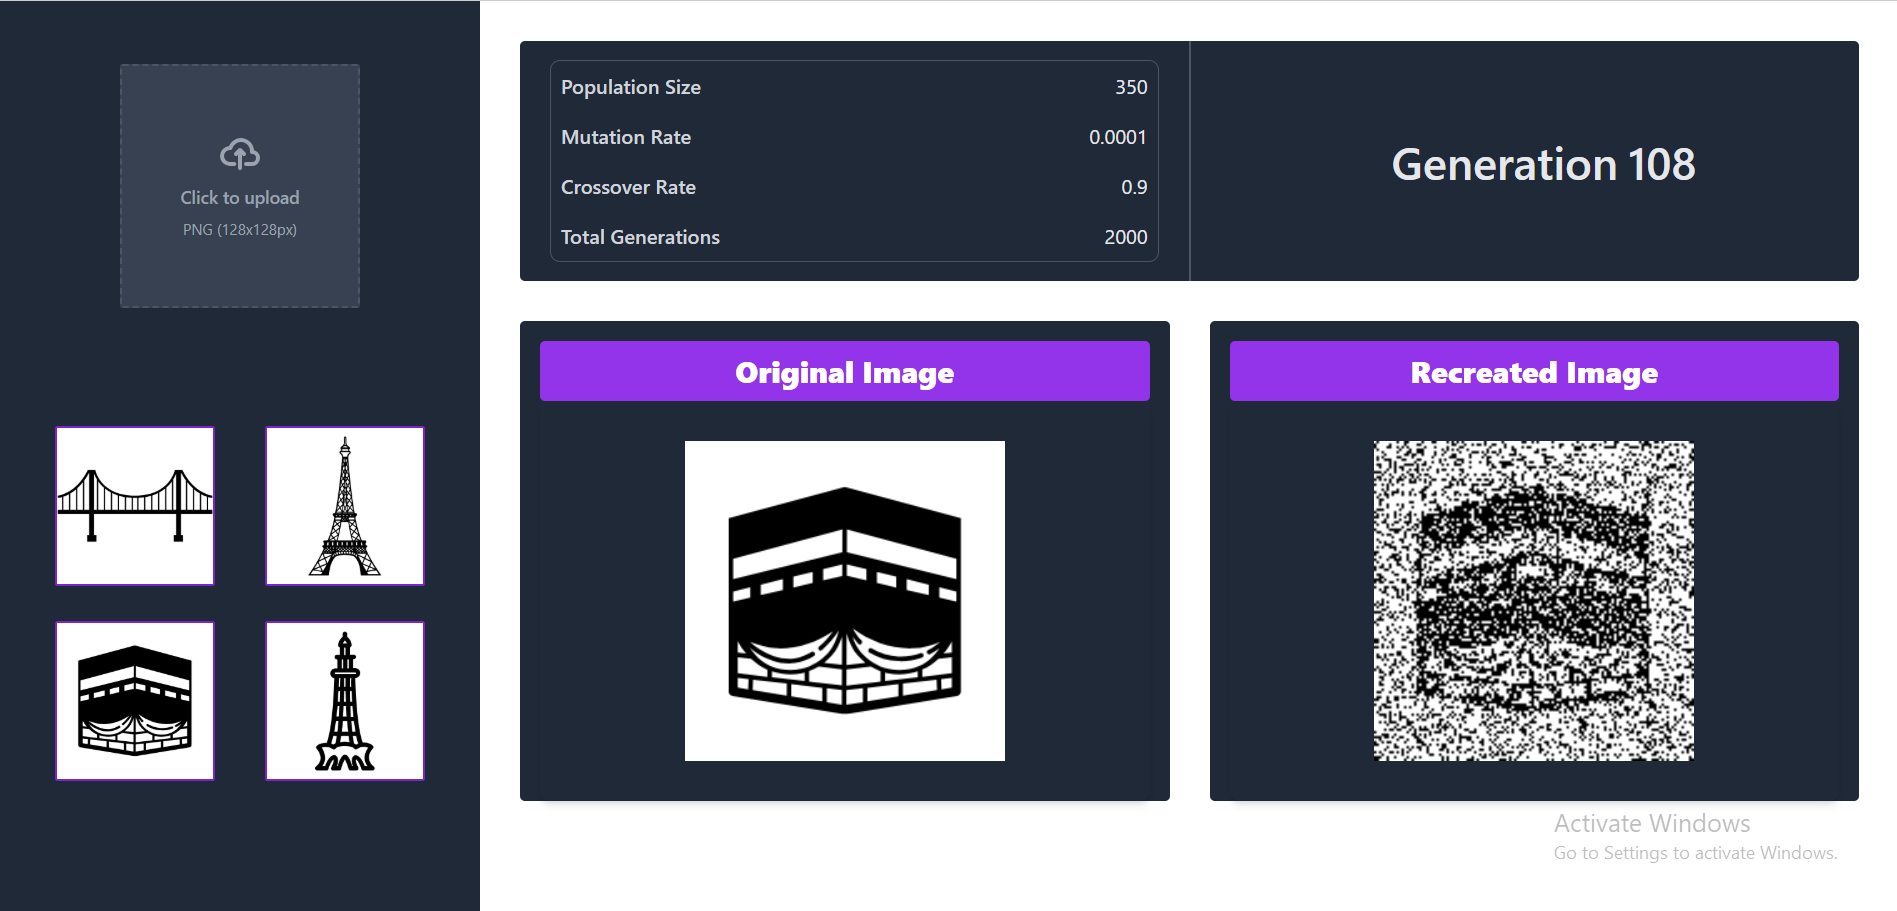 Click to upload
PNG (128x128px)
Population Size 350
Mutation Rate 0.0001
Crossover Rate 0.9
Total Generations 2000
Generation 108
Original Image
Recreated Image
Activate Windows
Go to Settings to activate Windows.